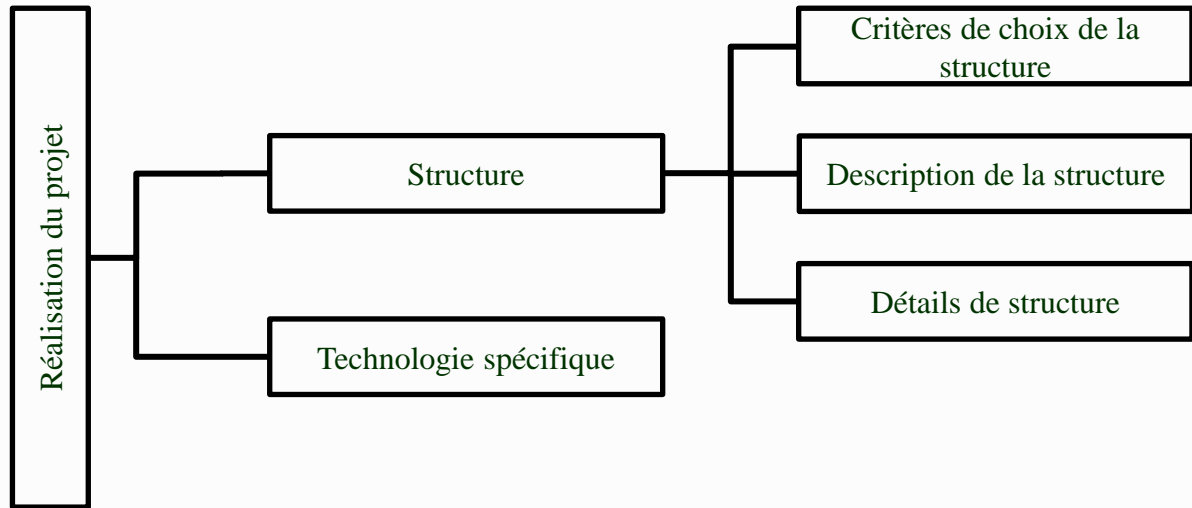 Réalisation du projet
Structure
Technologie spécifique
Critères de choix de la
structure
Description de la structure
Détails de structure